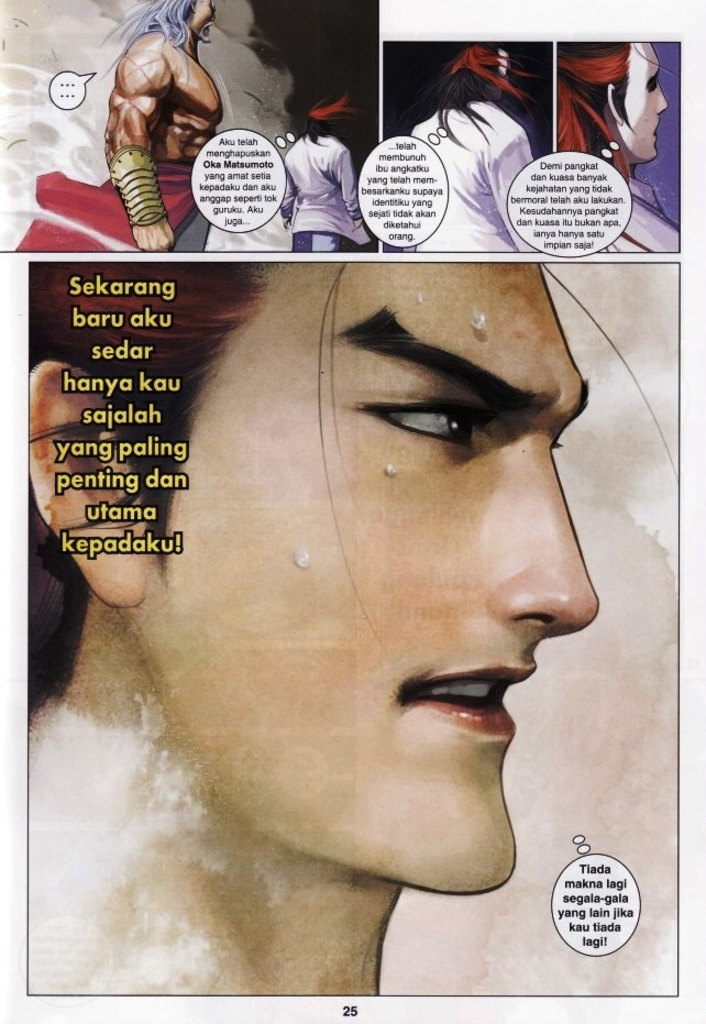 ...
...
Aku telah
menghapuskan
Oka Matsumoto
yang amat setia
kepadaku dan aku
anggap seperti tok
guruku. Aku
juga...
...telah
membunuh
ibu angkatku
yang telah mem-
besarkanku supaya
identitiku yang
sejati tidak akan
diketahui
orang.
Demi pangkat
dan kuasa banyak
kejahatan yang tidak
bermoral telah aku lakukan.
Kesudahannya pangkat
dan kuasa itu bukan apa,
ianya hanya satu
impian saja!
Sekarang
baru aku
sedar
hanya kau
sajalah
yang paling
penting dan
utama
kepadaku!
Tiada
makna lagi
segala-gala
yang lain jika
kau tiada
lagi!
25